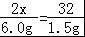 2x/6.0g = 32/1.5g